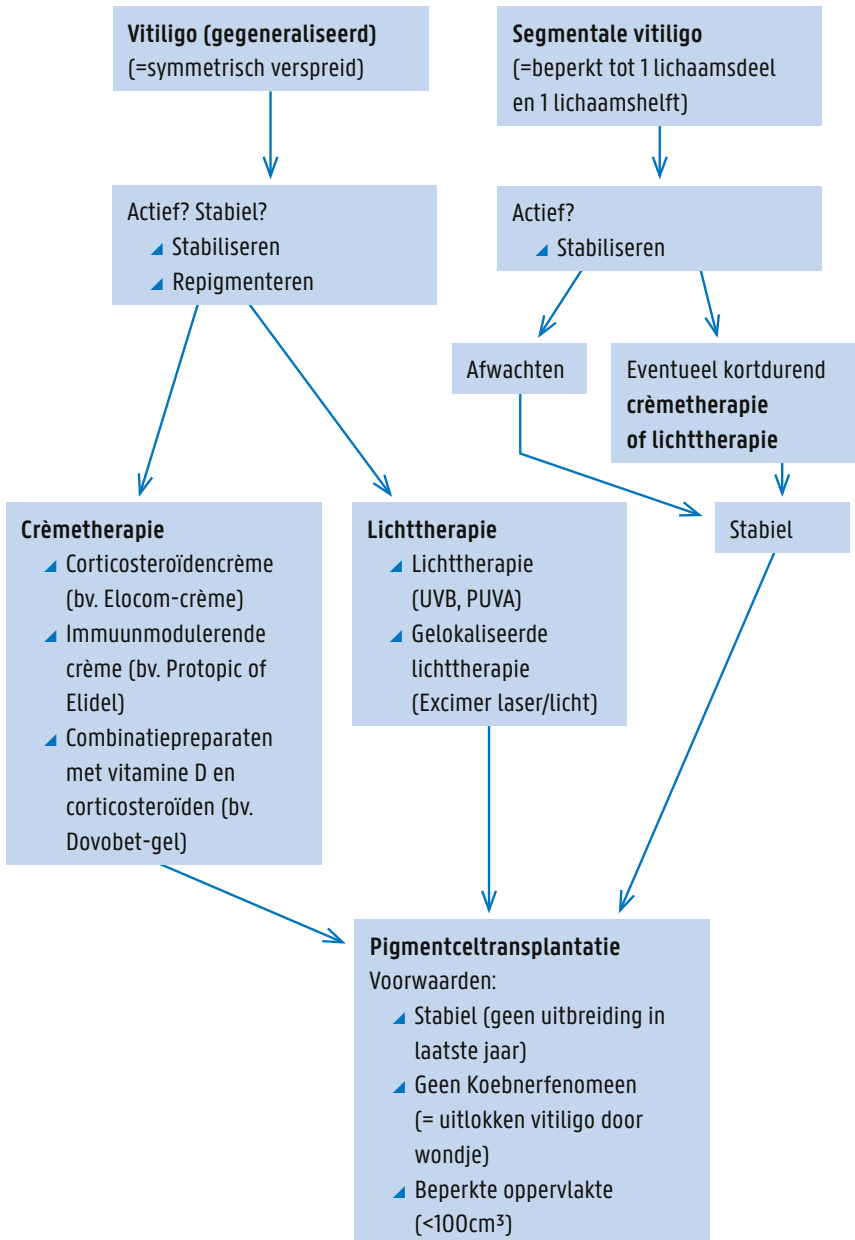 Vitiligo (gegeneraliseerd)
(=symmetrisch verspreid)
Segmentale vitiligo
(=beperkt tot 1 lichaamsdeel
en 1 lichaamshelft)
Actief? Stabiel?
Stabiliseren
Repigmenteren
Actief?
Stabiliseren
Afwachten
Eventueel kortdurend
crèmetherapie
of lichttherapie
Crèmetherapie
Corticosteroïdencrème
(bv. Elocom-crème)
Immuunmodulerende
crème (bv. Protopic of
Elidel)
Combinatiepreparaten
met vitamine D en
corticosteroïden (bv.
Dovobet-gel)
Lichttherapie
Lichttherapie
(UVB, PUVA)
Gelokaliseerde
lichttherapie
(Excimer laser/licht)
Stabiel
Pigmentceltransplantatie
Voorwaarden:
Stabiel (geen uitbreiding in
laatste jaar)
Geen Koebnerfenomeen
(= uitlokken vitiligo door
wondje)
Beperkte oppervlakte
(<100cm³)